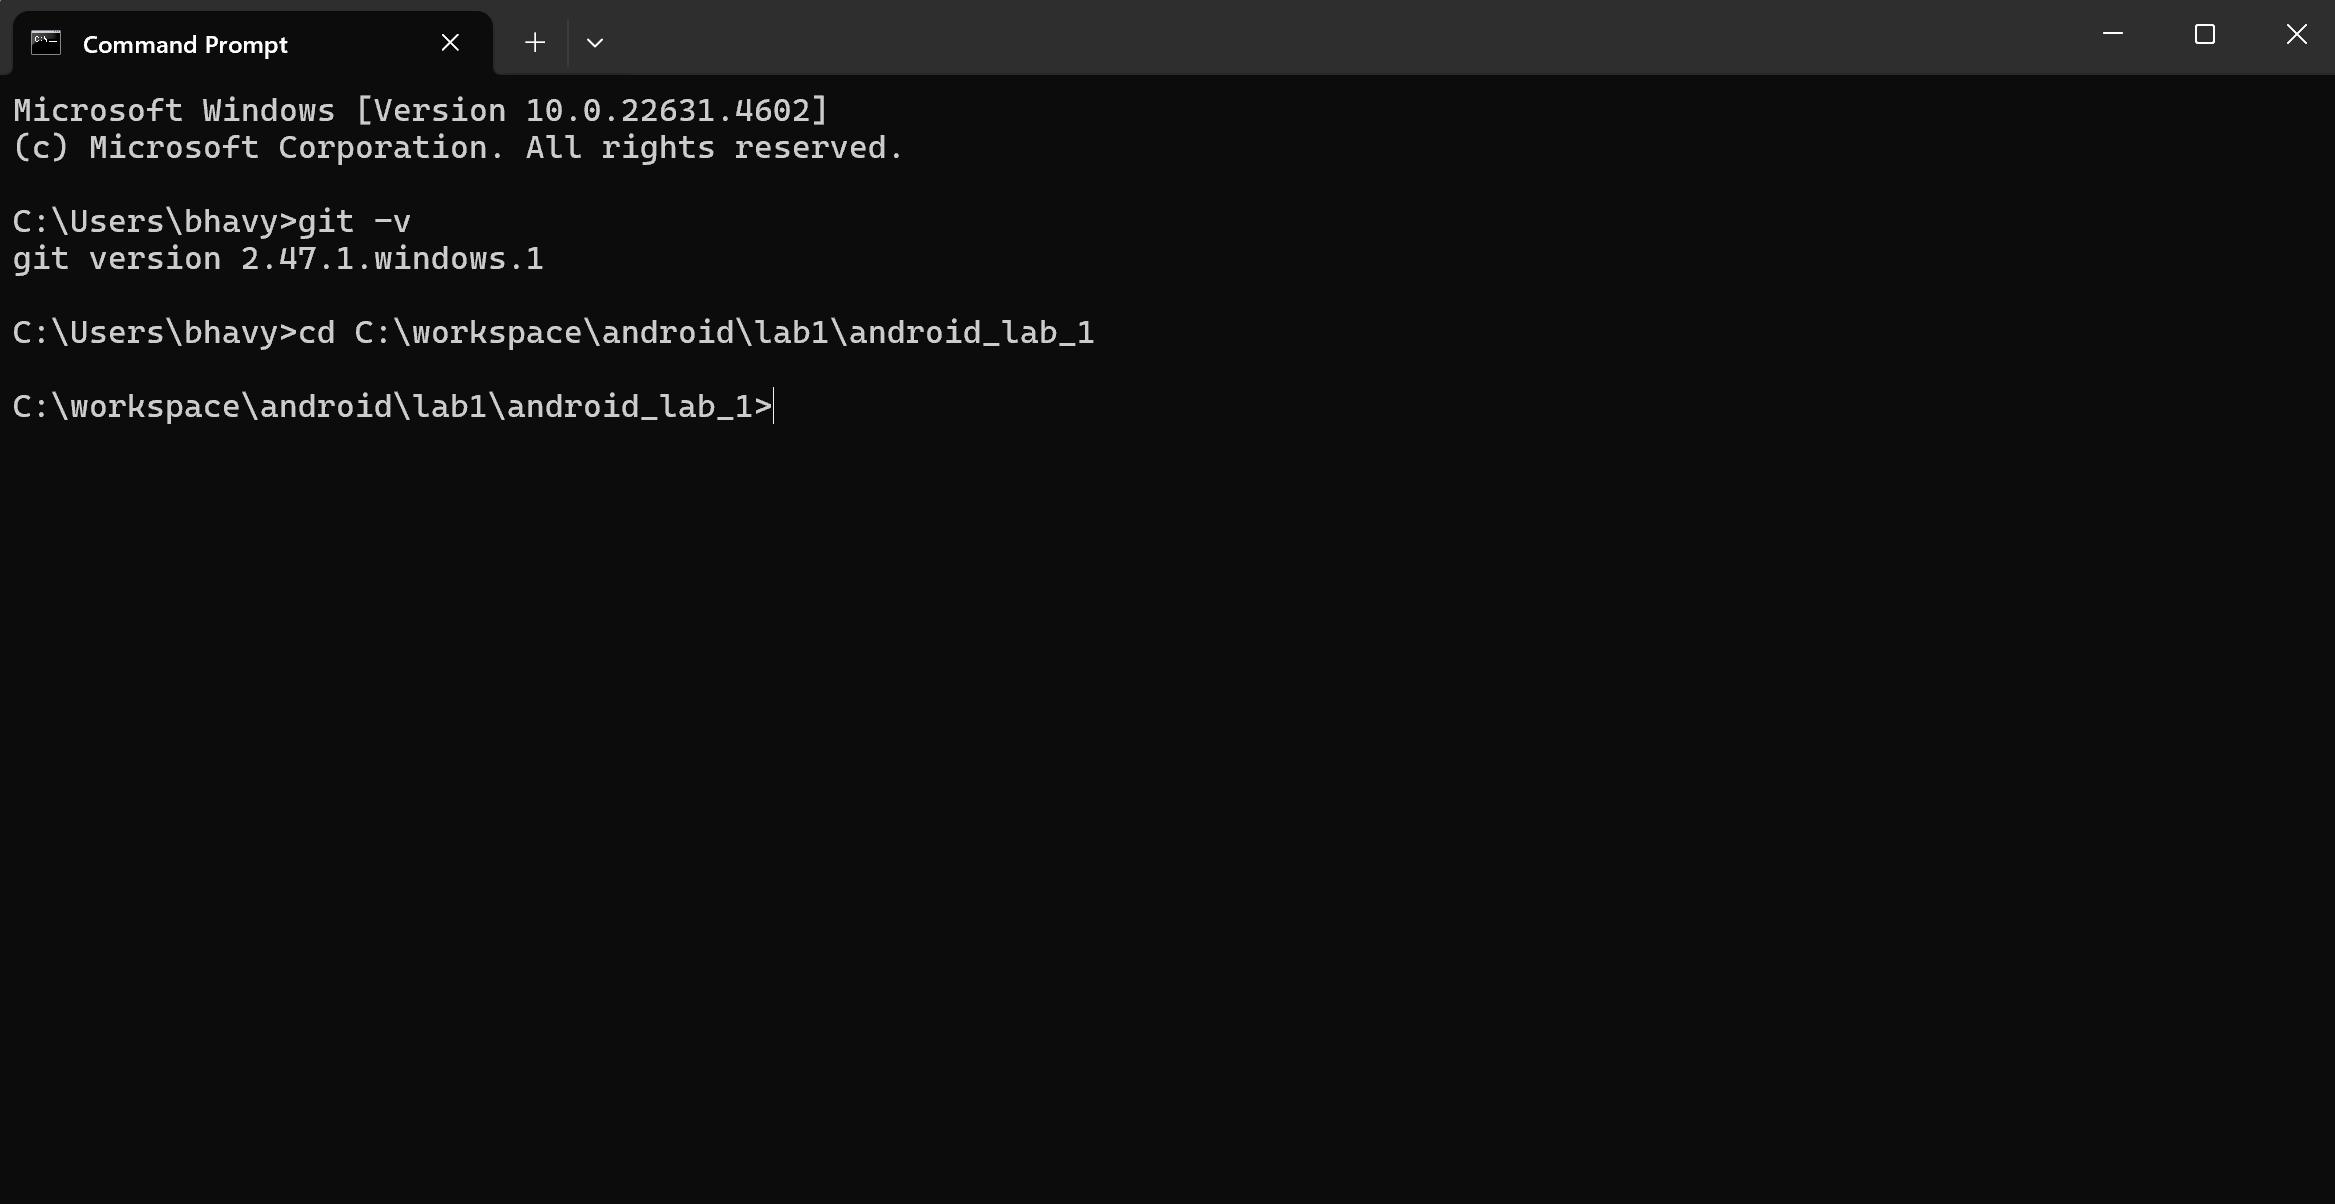 Command Prompt
Microsoft Windows [Version 10.0.22631.4602]
(c) Microsoft Corporation. All rights reserved.
C:\Users\bhavy>git -v
git version 2.47.1.windows.1
C:\Users\bhavy>cd C:\workspace\android\lab1\android_lab_1
C:\workspace\android\lab1\android_lab_1>